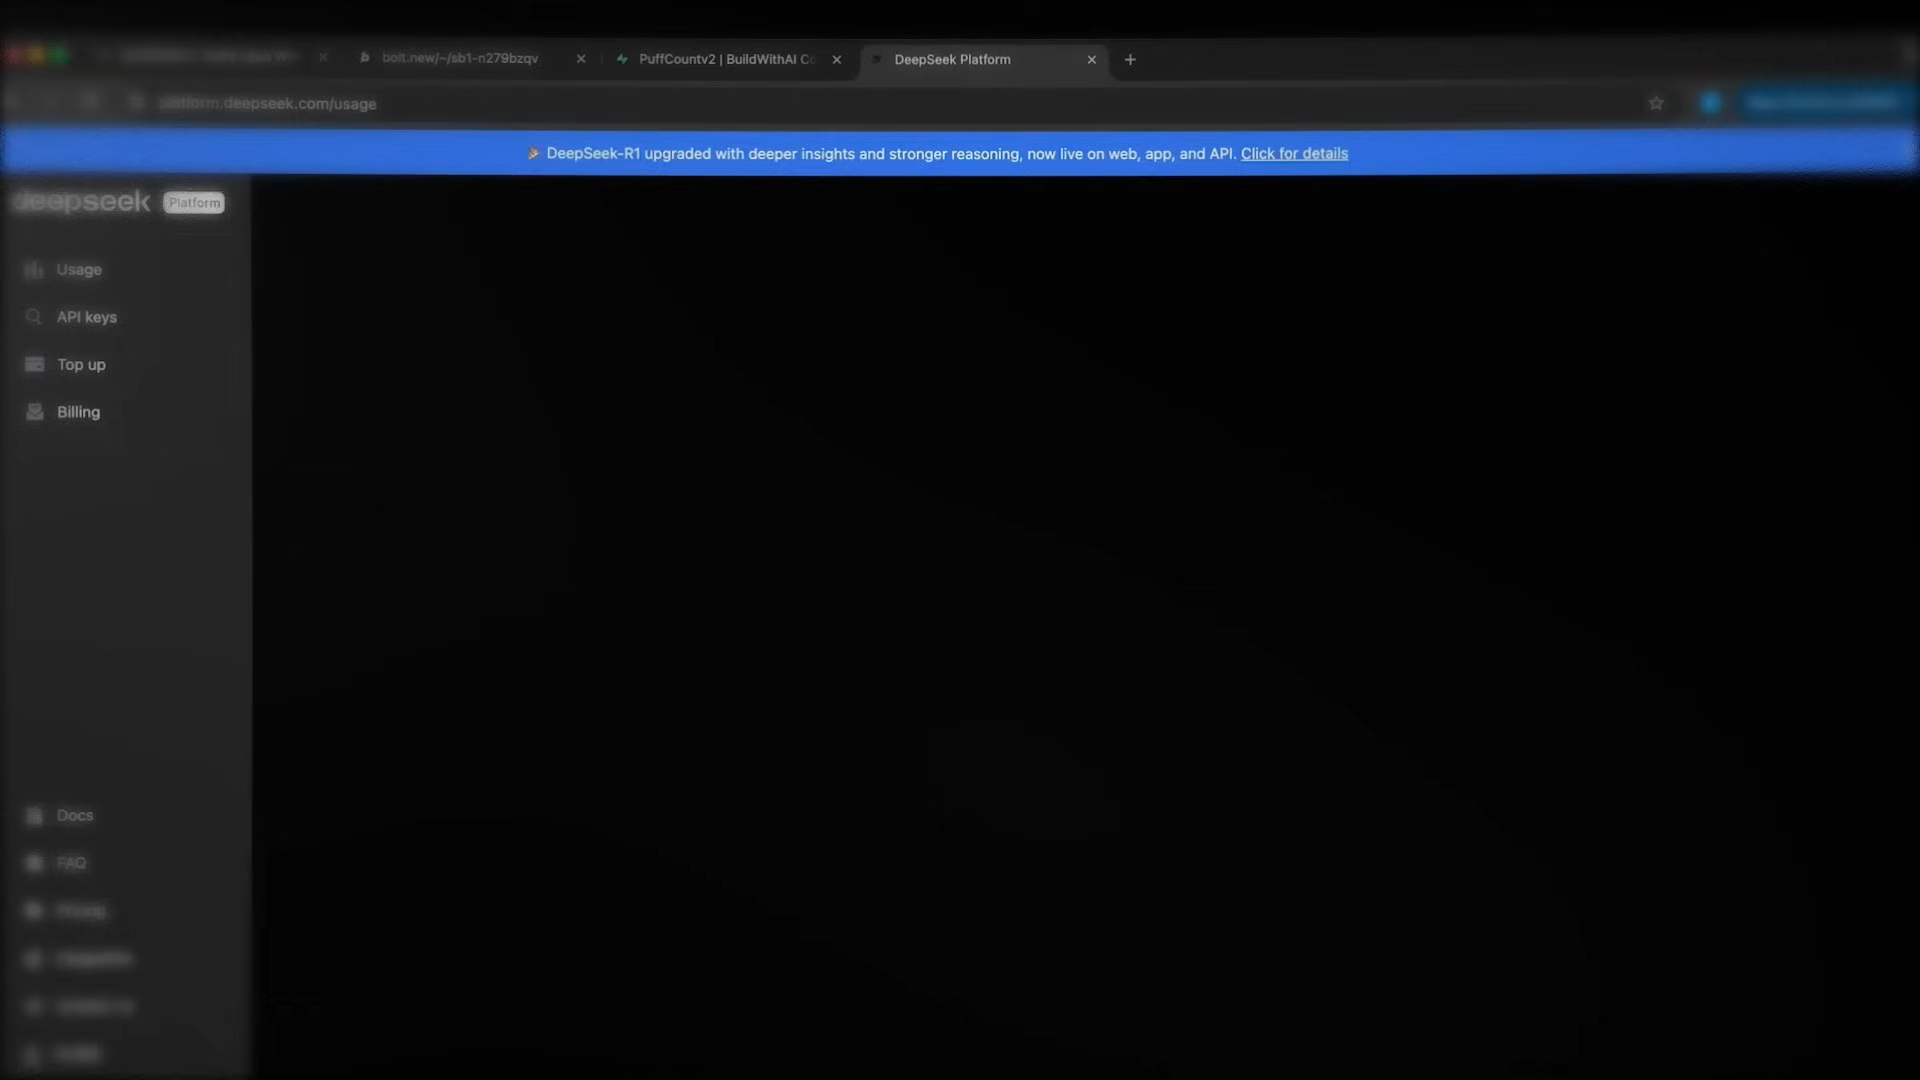 bolt.new/~/sb1-n279bzqv
PuffCountv2 | BuildWithAI Co
DeepSeek Platform
platform.deepseek.com/usage
DeepSeek-R1 upgraded with deeper insights and stronger reasoning, now live on web, app, and API. Click for details
deepseek Platform
Usage
API keys
Top up
Billing
Docs
FAQ
Pricing